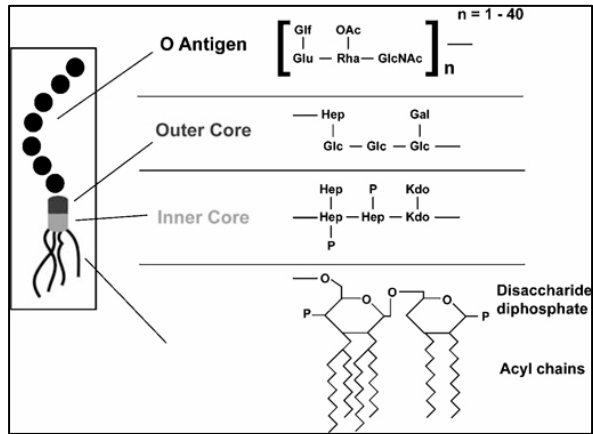 n = 1 - 40
O Antigen
Glf OAc
Glu Rha GlcNAc
n
Outer Core
Hep Gal
Glc Glc Glc
Inner Core
Hep P Kdo
Hep Hep Kdo
P
O O
O O
P P
Disaccharide
diphosphate
Acyl chains